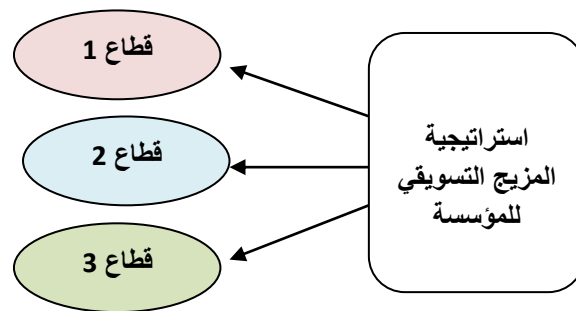 قطاع 1
استراتيجية
المزيج التسويقي
للمؤسسة
قطاع 2
قطاع 3